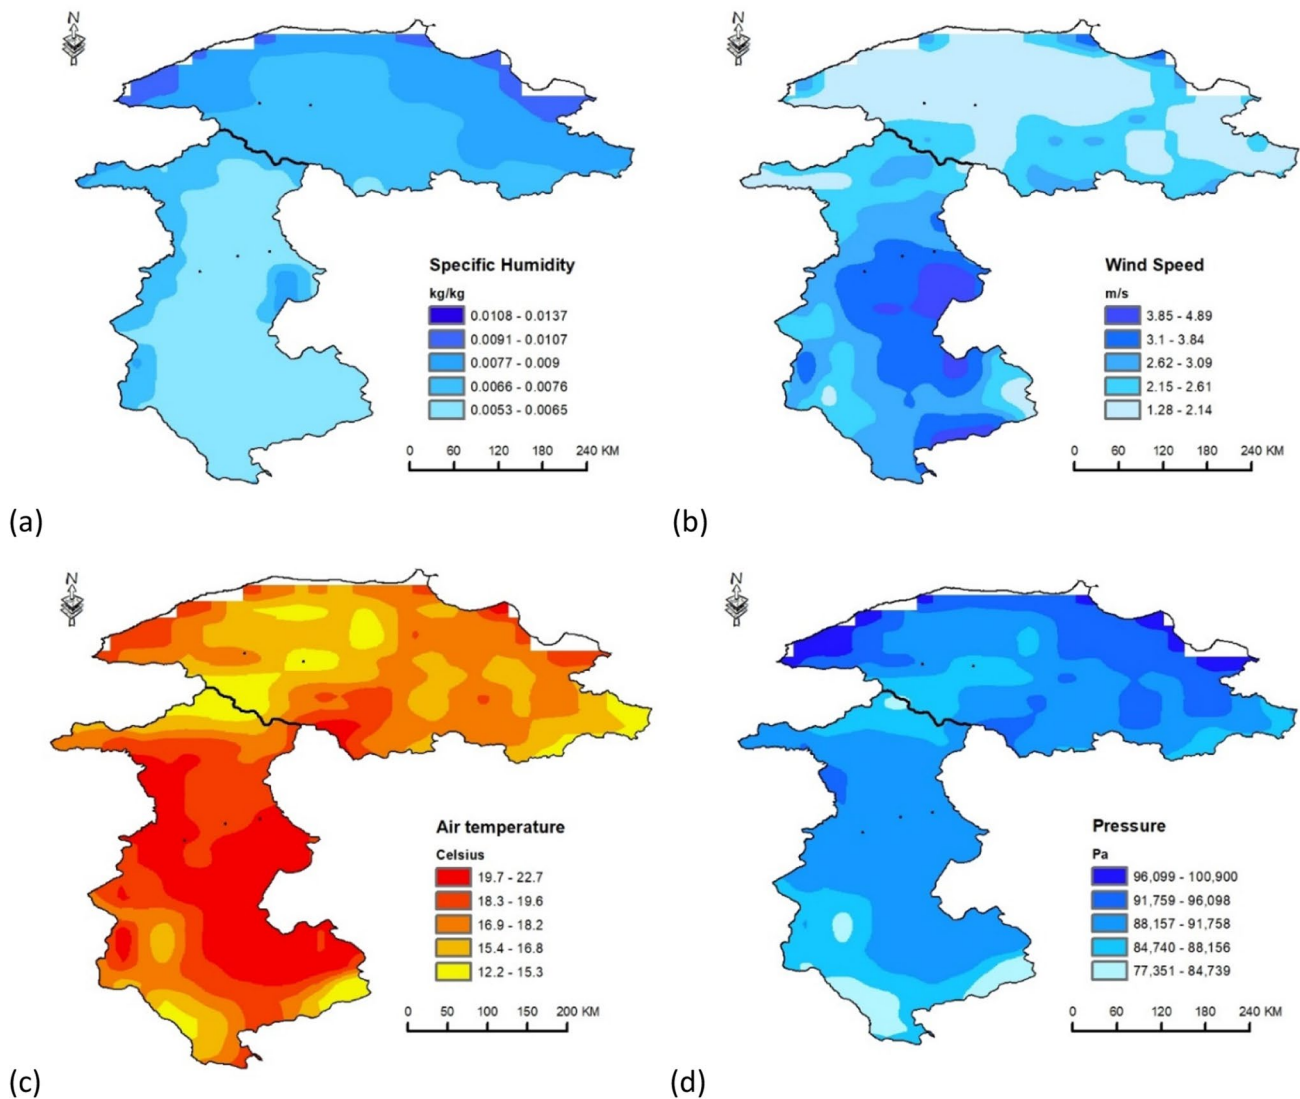 N
Specific Humidity
kg/kg
0.0108 - 0.0137
0.0091 - 0.0107
0.0077 - 0.009
0.0066 - 0.0076
0.0053 - 0.0065
0 60 120 180 240 KM
(a)
N
Wind Speed
m/s
3.85 - 4.89
3.1 - 3.84
2.62 - 3.09
2.15 - 2.61
1.28 - 2.14
0 60 120 180 240 KM
(b)
N
Air temperature
Celsius
19.7 - 22.7
18.3 - 19.6
16.9 - 18.2
15.4 - 16.8
12.2 - 15.3
0 50 100 150 200 KM
(c)
N
Pressure
Pa
96,099 - 100,900
91,759 - 96,098
88,157 - 91,758
84,740 - 88,156
77,351 - 84,739
0 60 120 180 240 KM
(d)